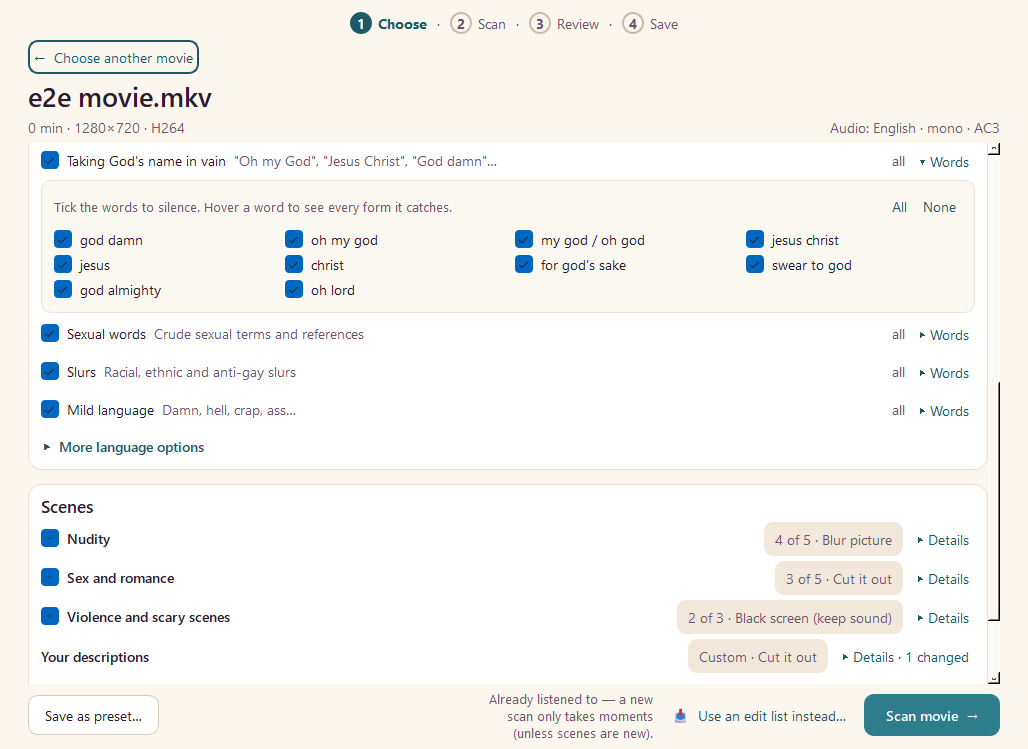 1 Choose · 2 Scan · 3 Review · 4 Save
← Choose another movie
e2e movie.mkv
0 min · 1280×720 · H264
Audio: English · mono · AC3
Taking God's name in vain "Oh my God", "Jesus Christ", "God damn"... all ▾ Words
Tick the words to silence. Hover a word to see every form it catches. All None
god damn oh my god my god / oh god jesus christ
jesus christ for god's sake swear to god
god almighty oh lord
Sexual words Crude sexual terms and references all ▸ Words
Slurs Racial, ethnic and anti-gay slurs all ▸ Words
Mild language Damn, hell, crap, ass... all ▸ Words
▸ More language options
Scenes
Nudity 4 of 5 · Blur picture ▸ Details
Sex and romance 3 of 5 · Cut it out ▸ Details
Violence and scary scenes 2 of 3 · Black screen (keep sound) ▸ Details
Your descriptions Custom · Cut it out ▸ Details · 1 changed
Save as preset...
Already listened to — a new
scan only takes moments
(unless scenes are new).
Use an edit list instead...
Scan movie →